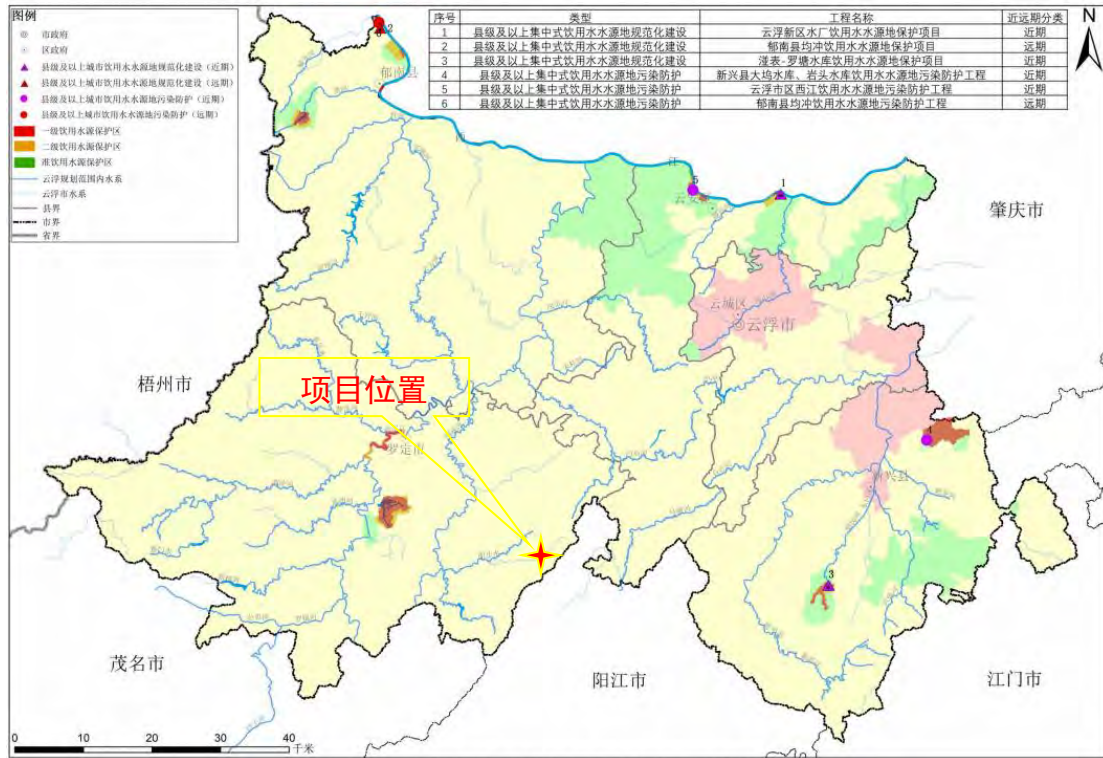 图例
市政府
区政府
县级及以上城市饮用水水源地规范化建设（近期）
县级及以上城市饮用水水源地规范化建设（远期）
县级及以上城市饮用水水源地污染防护（近期）
县级及以上城市饮用水水源地污染防护（远期）
一级饮用水源保护区
二级饮用水源保护区
准饮用水源保护区
云浮规划范围内水系
云浮市水系
县界
市界
省界
序号 类型 工程名称 近远期分类
1 县级及以上集中式饮用水水源地规范化建设 云浮新区水厂饮用水水源地保护项目 近期
2 县级及以上集中式饮用水水源地规范化建设 郁南县均冲饮用水水源地保护项目 远期
3 县级及以上集中式饮用水水源地规范化建设 漟表-罗塘水库饮用水水源地保护项目 近期
4 县级及以上集中式饮用水水源地污染防护 新兴县大坞水库、岩头水库饮用水水源地污染防护工程 近期
5 县级及以上集中式饮用水水源地污染防护 云浮市区西江饮用水水源地污染防护工程 近期
6 县级及以上集中式饮用水水源地污染防护 郁南县均冲饮用水水源地污染防护工程 远期
N
2
郁南县
西
江
5
1
云安
肇庆市
云城区
云浮市
梧州市
项目位置
罗定市
4
新兴县
3
茂名市
阳江市
江门市
0 10 20 30 40
千米